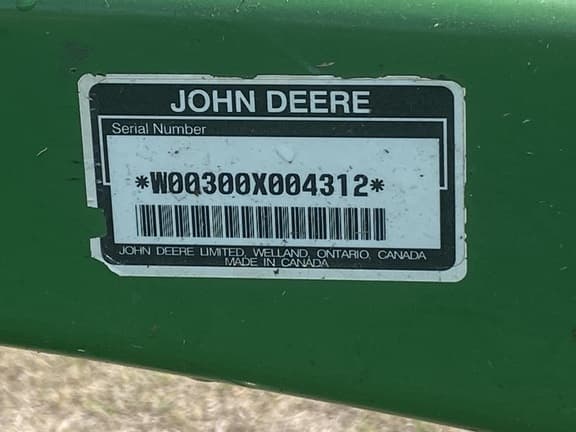 JOHN DEERE
Serial Number
*W00300X004312*
JOHN DEERE LIMITED, WELLAND, ONTARIO, CANADA
MADE IN CANADA